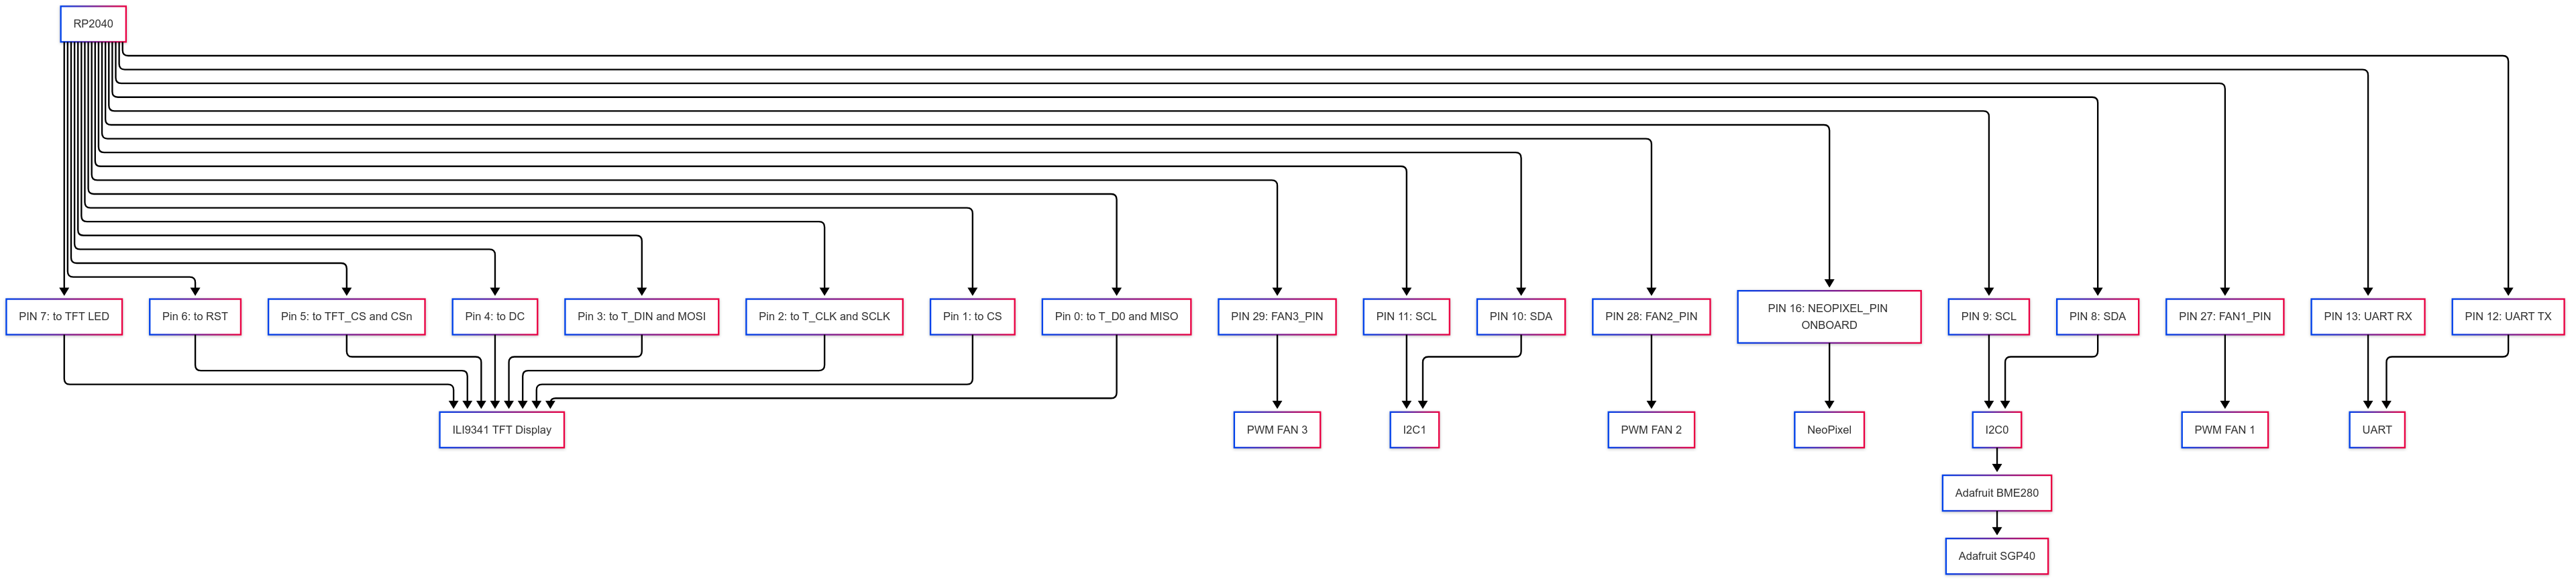 RP2040
PIN 7: to TFT LED
Pin 6: to RST
Pin 5: to TFT_CS and CSn
Pin 4: to DC
Pin 3: to T_DIN and MOSI
Pin 2: to T_CLK and SCLK
Pin 1: to CS
Pin 0: to T_D0 and MISO
PIN 29: FAN3_PIN
PIN 11: SCL
PIN 10: SDA
PIN 28: FAN2_PIN
PIN 16: NEOPIXEL_PIN
ONBOARD
PIN 9: SCL
PIN 8: SDA
PIN 27: FAN1_PIN
PIN 13: UART RX
PIN 12: UART TX
ILI9341 TFT Display
PWM FAN 3
I2C1
PWM FAN 2
NeoPixel
I2C0
PWM FAN 1
UART
Adafruit BME280
Adafruit SGP40